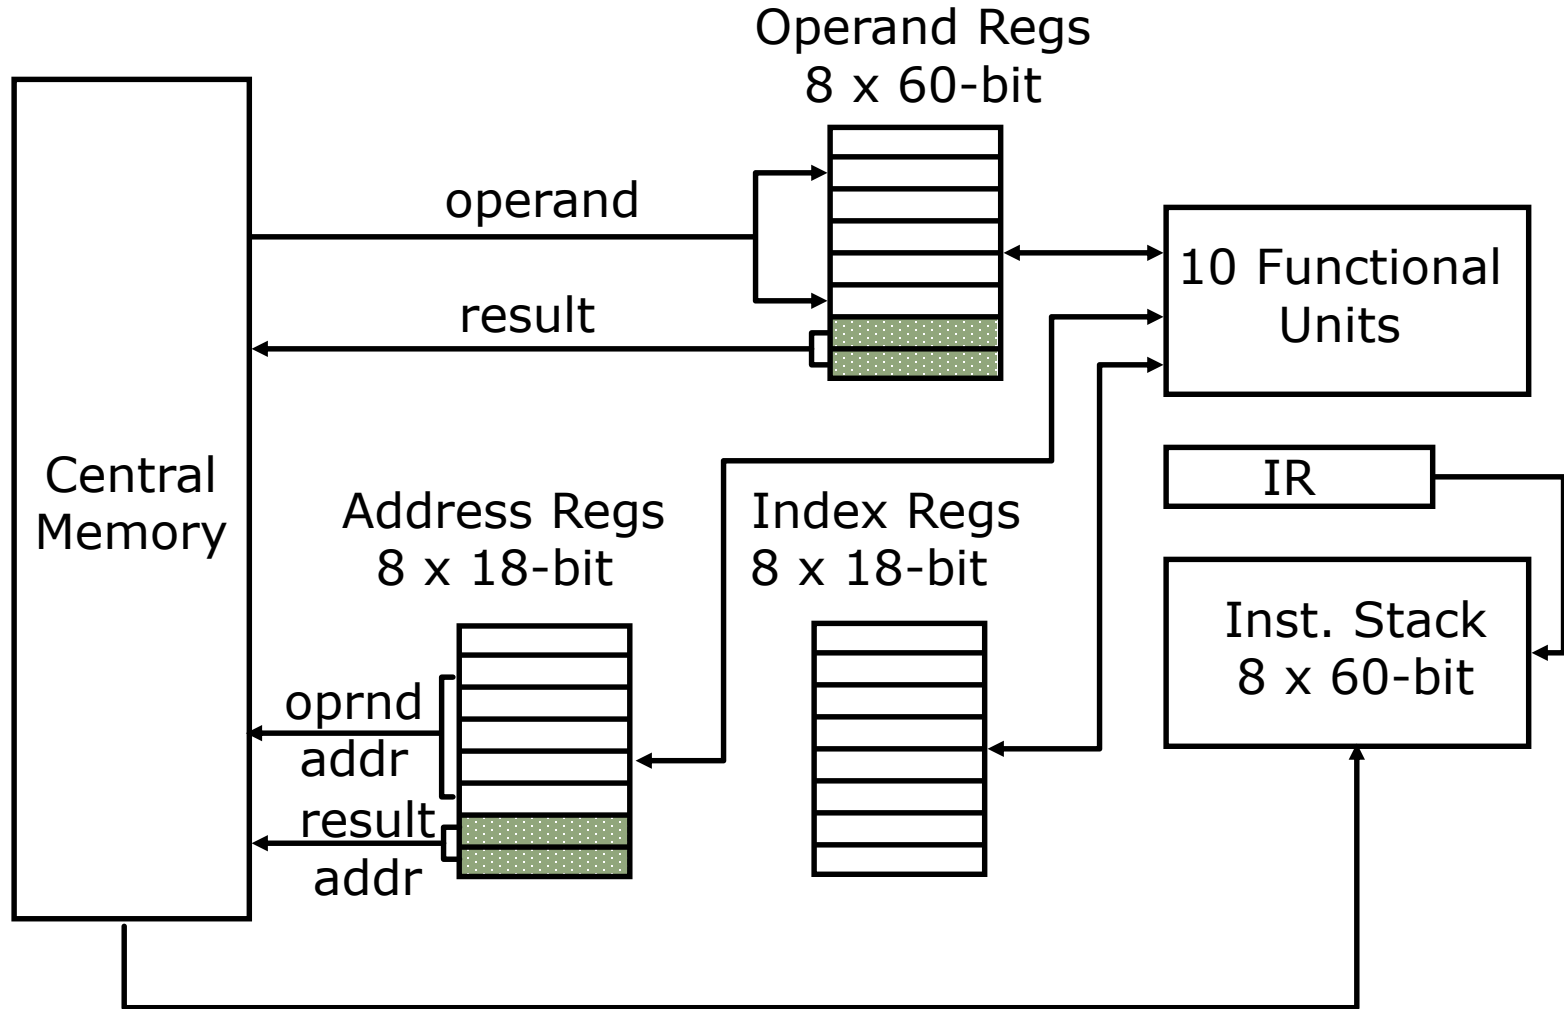 Operand Regs
8 x 60-bit
operand
result
10 Functional
Units
Central
Memory
IR
Address Regs
8 x 18-bit
Index Regs
8 x 18-bit
Inst. Stack
8 x 60-bit
oprnd
addr
result
addr